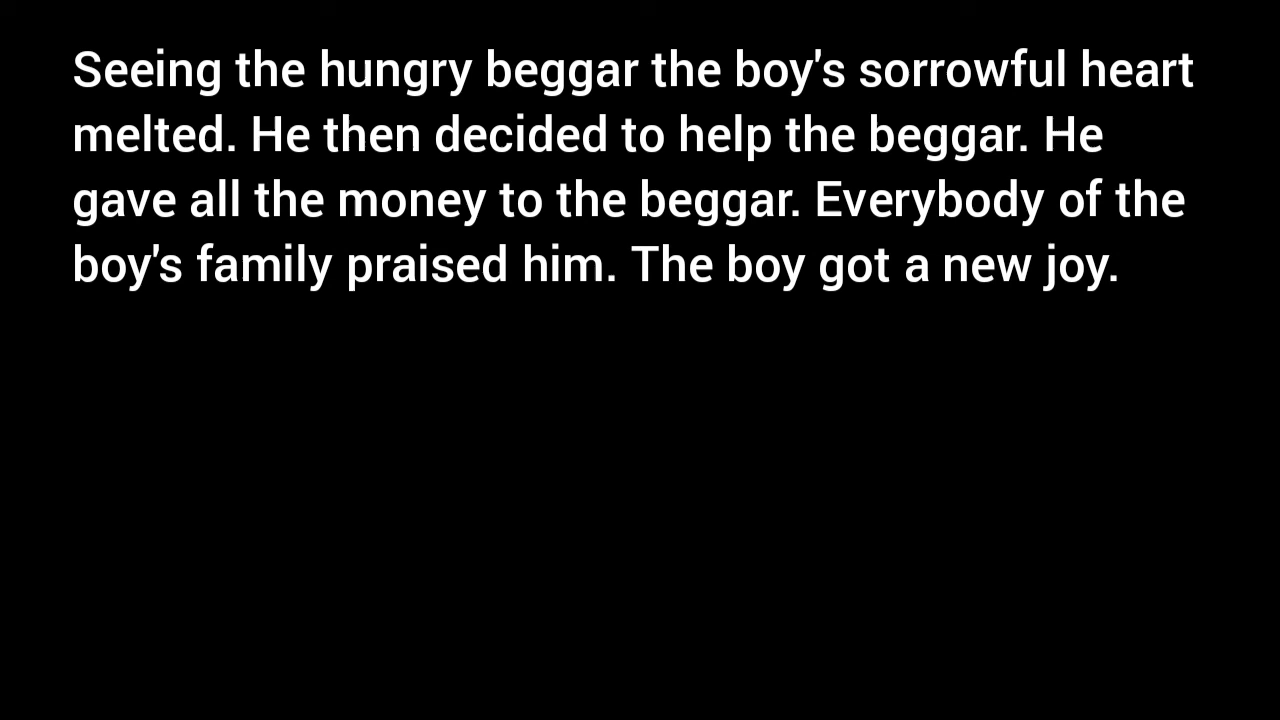 Seeing the hungry beggar the boy's sorrowful heart
melted. He then decided to help the beggar. He
gave all the money to the beggar. Everybody of the
boy's family praised him. The boy got a new joy.